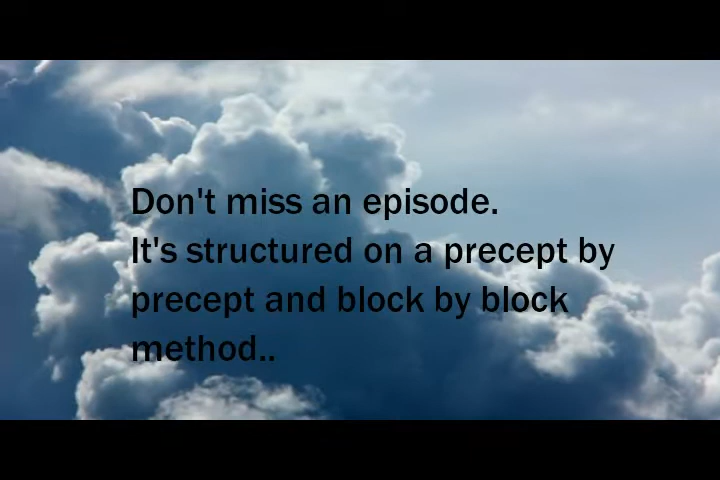 Don't miss an episode.
It's structured on a precept by
precept and block by block
method..